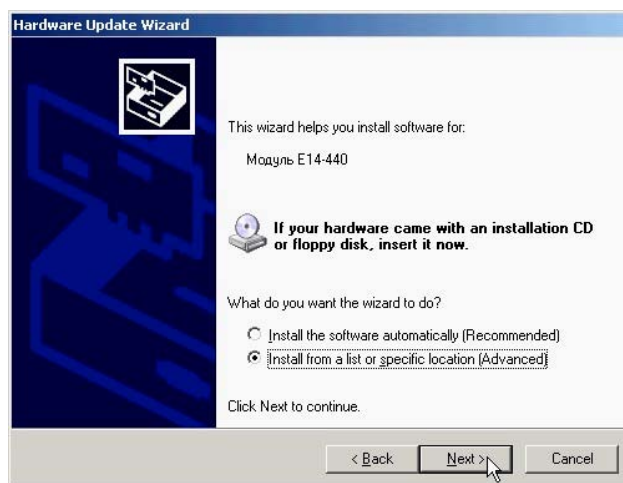 Hardware Update Wizard
This wizard helps you install software for:
Модуль E14-440
If your hardware came with an installation CD
or floppy disk, insert it now.
What do you want the wizard to do?
Install the software automatically (Recommended)
Install from a list or specific location (Advanced)
Click Next to continue.
< Back Next > Cancel